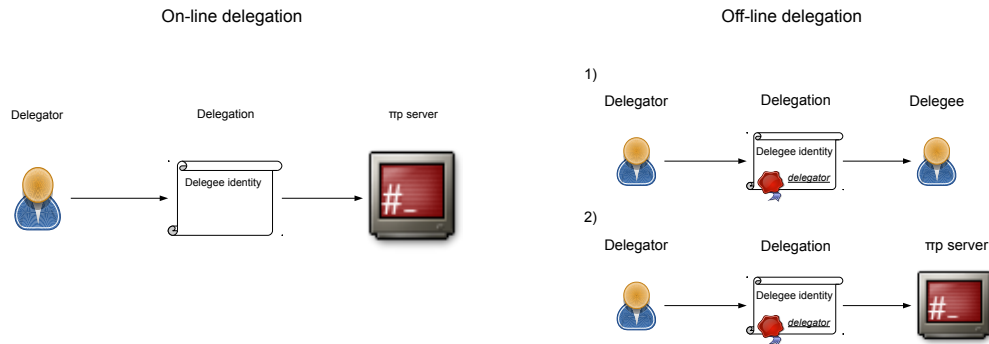 On-line delegation
Delegator
Delegation
πp server
Delegee identity
#_
Off-line delegation
1)
Delegator
Delegation
Delegee
Delegee identity
delegator
2)
Delegator
Delegation
πp server
Delegee identity
delegator
#_